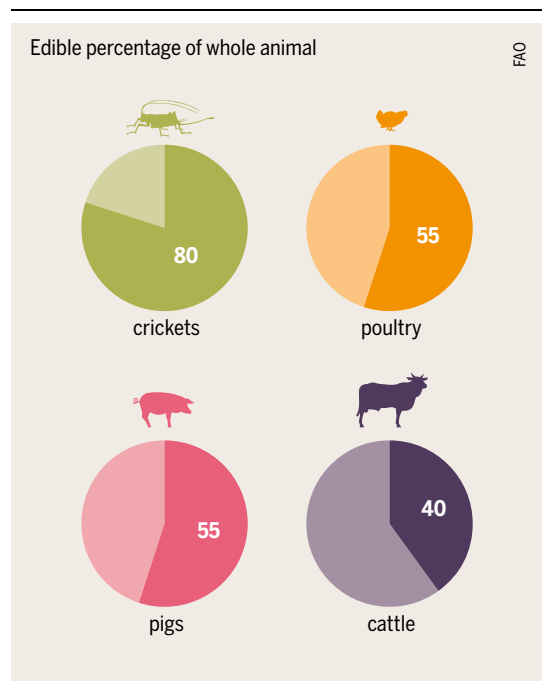 Edible percentage of whole animal
FAO
80
crickets
55
poultry
55
pigs
40
cattle